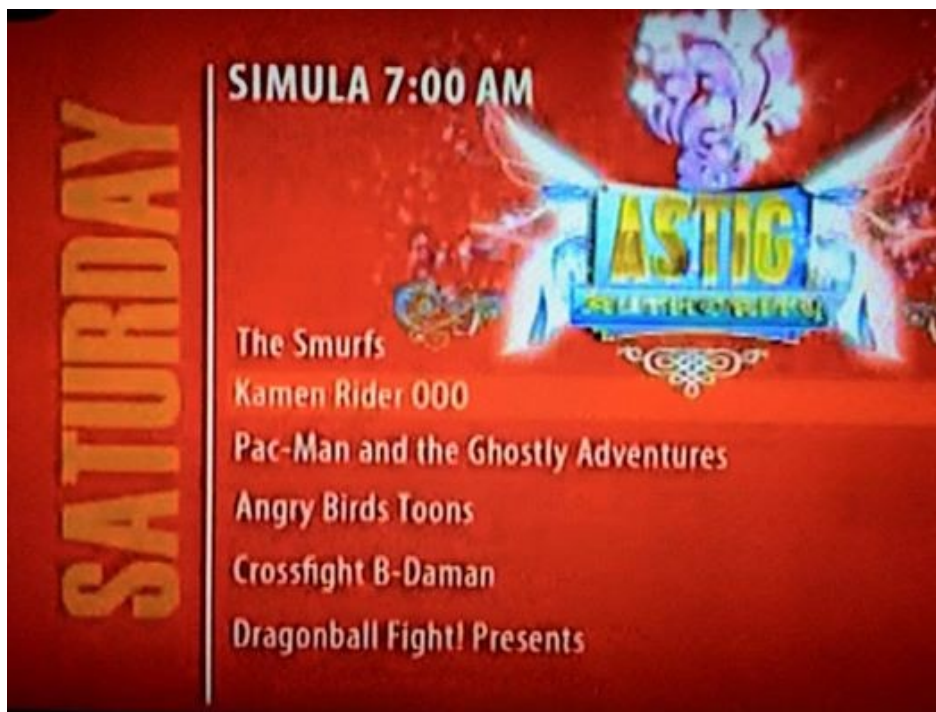 SATURDAY
SIMULA 7:00 AM
ASTIG
The Smurfs
Kamen Rider OOO
Pac-Man and the Ghostly Adventures
Angry Birds Toons
Crossfight B-Daman
Dragonball Fight! Presents